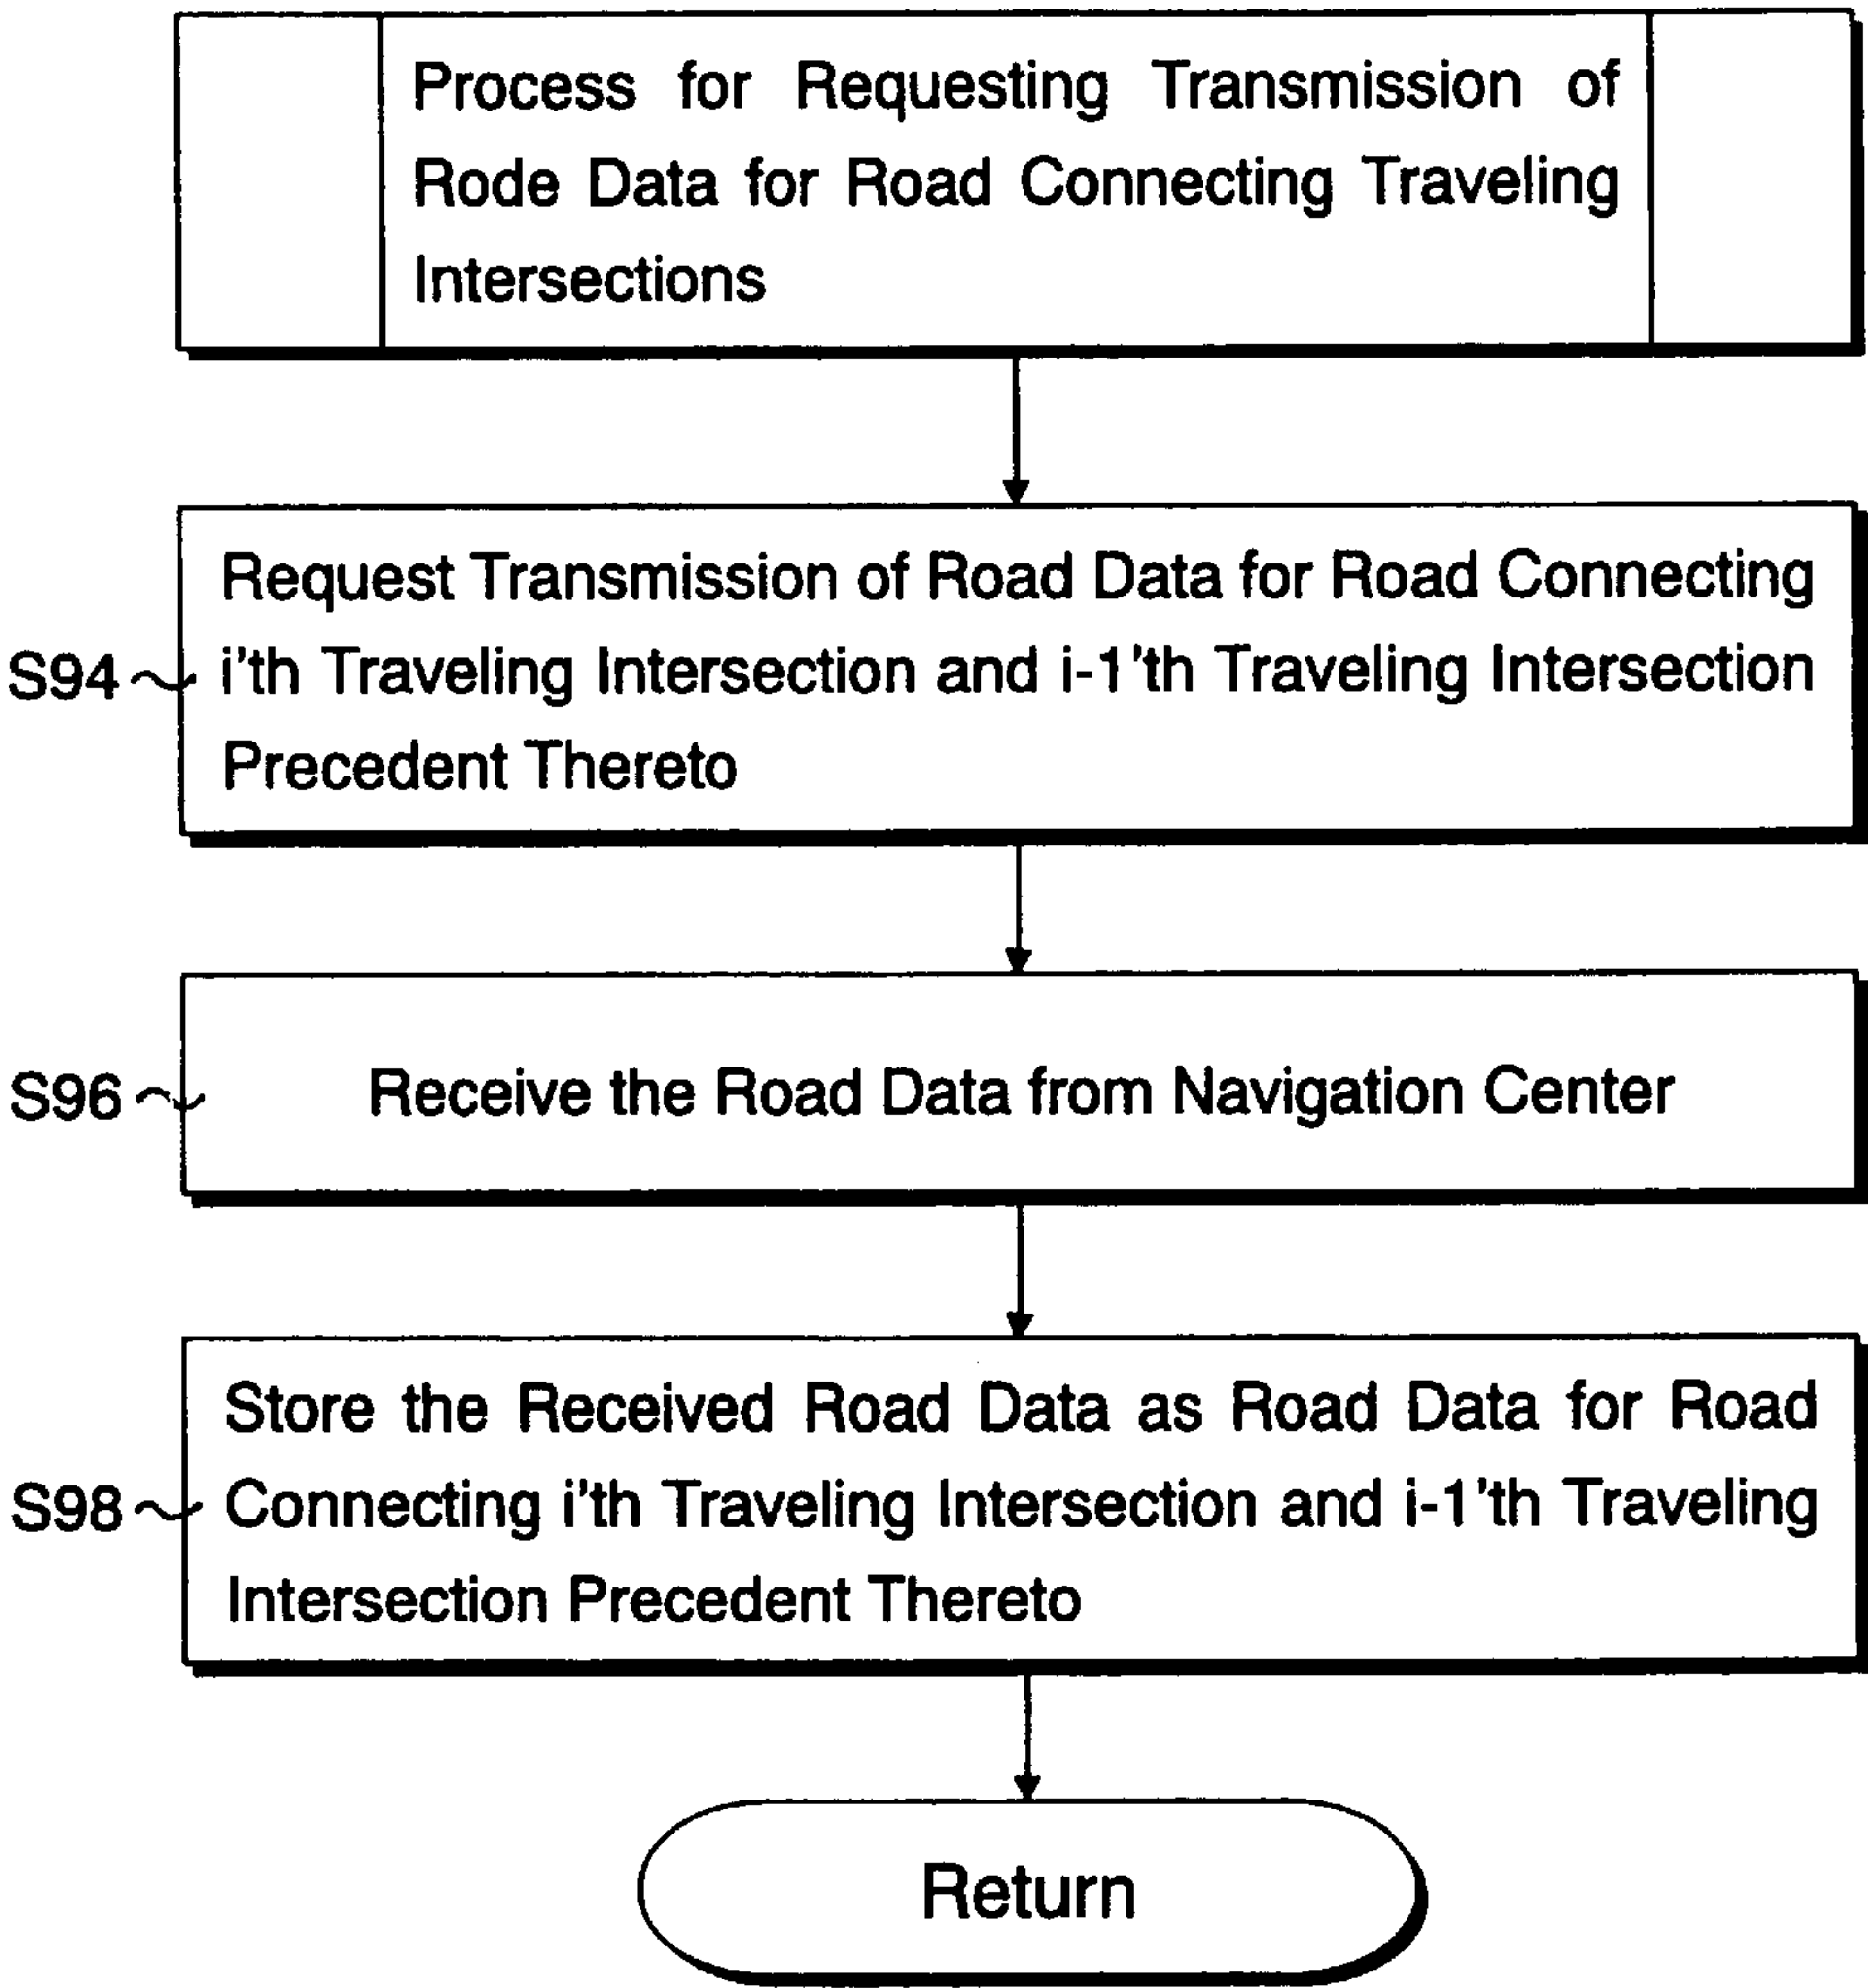 Process for Requesting Transmission of
Rode Data for Road Connecting Traveling
Intersections
Request Transmission of Road Data for Road Connecting
S94 i'th Traveling Intersection and i-1'th Traveling Intersection
Precedent Thereto
S96 Receive the Road Data from Navigation Center
Store the Received Road Data as Road Data for Road
S98 Connecting i'th Traveling Intersection and i-1'th Traveling
Intersection Precedent Thereto
Return